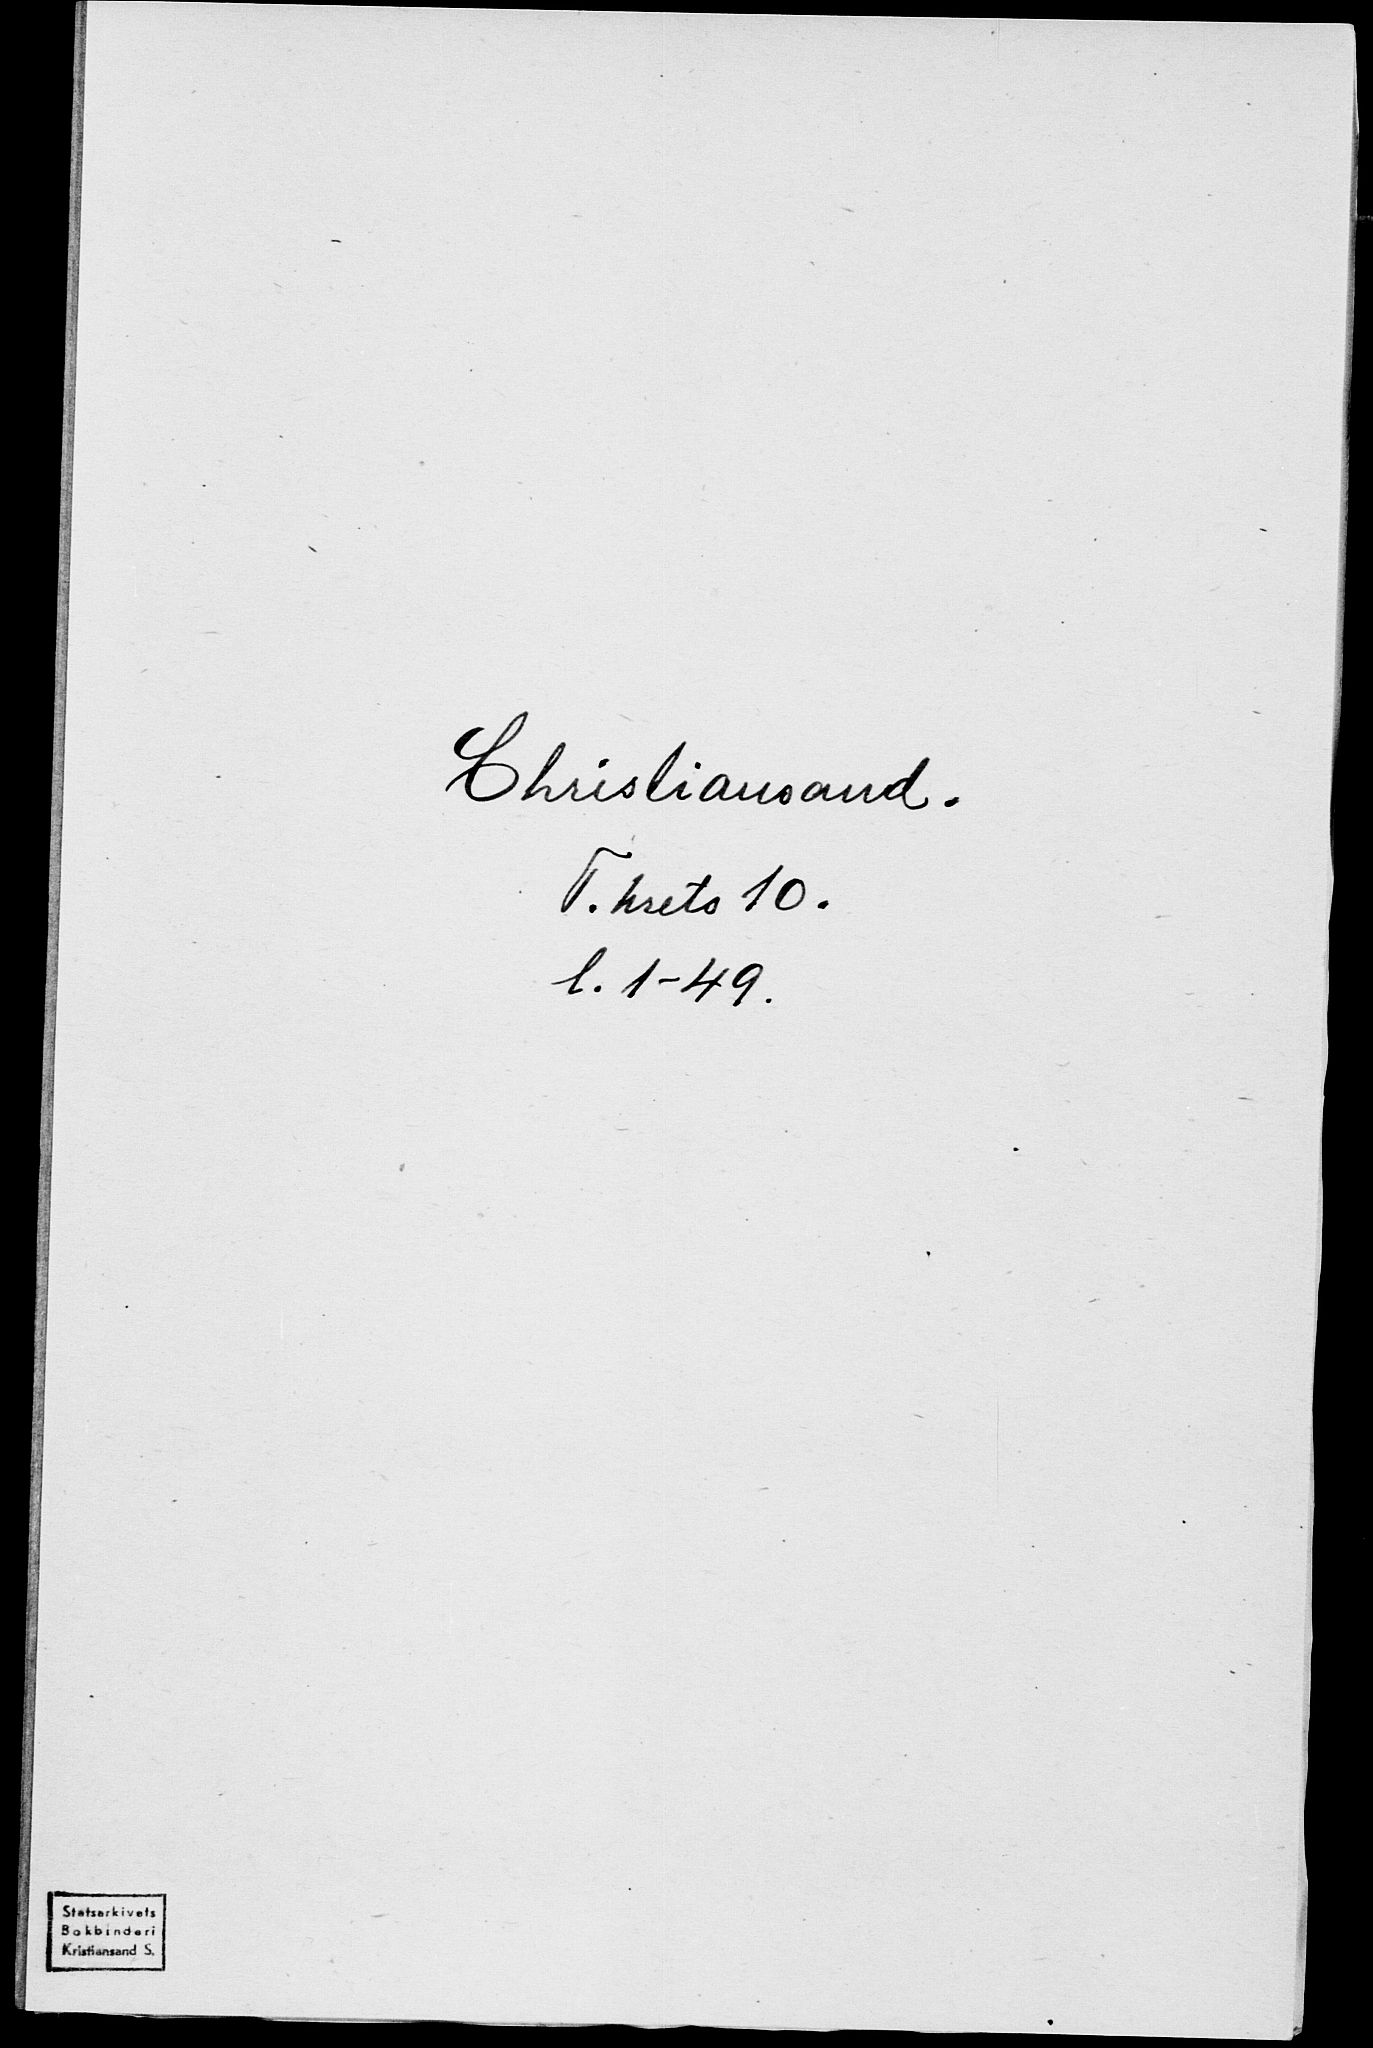 Christiansand.
T. krets 10.
l. 1-49.
Statsarkivets
Bokbinderi
Kristiansand S.